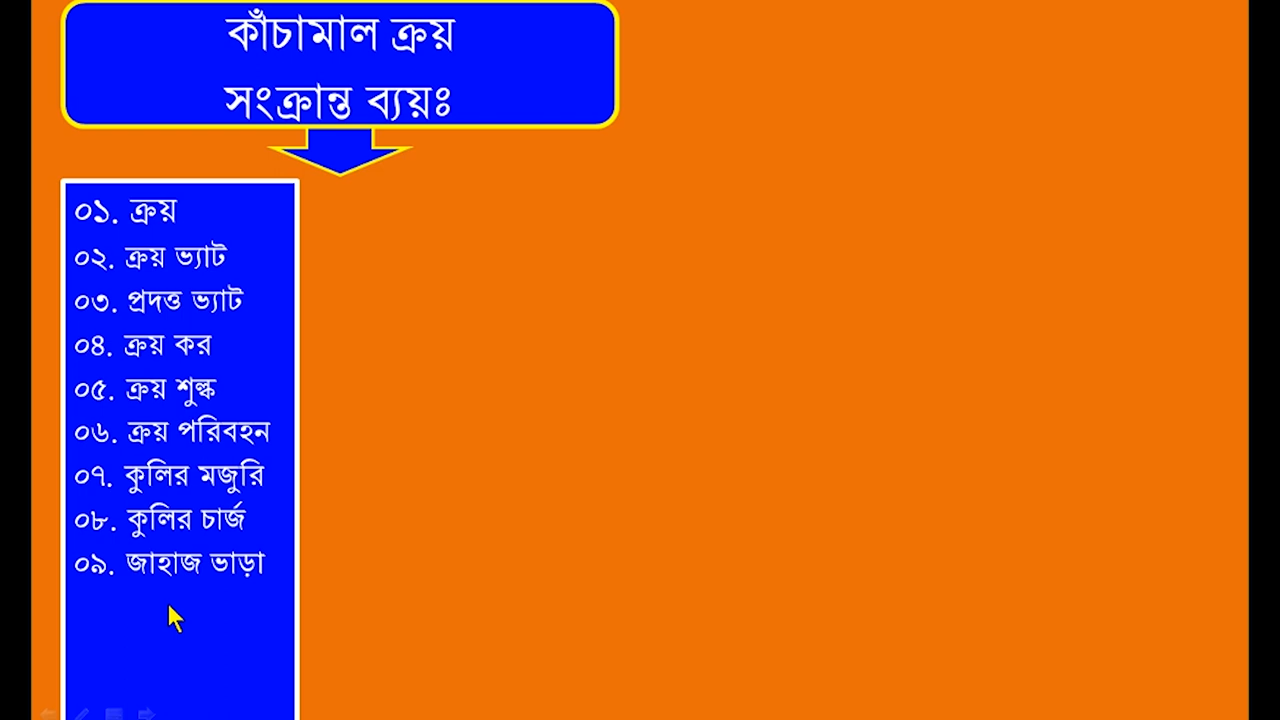 কাঁচামাল ক্রয়
সংক্রান্ত ব্যয়ঃ
০১. ক্রয়
০২. ক্রয় ভ্যাট
০৩. প্রদত্ত ভ্যাট
০৪. ক্রয় কর
০৫. ক্রয় শুল্ক
০৬. ক্রয় পরিবহন
০৭. কুলির মজুরি
০৮. কুলির চার্জ
০৯. জাহাজ ভাড়া